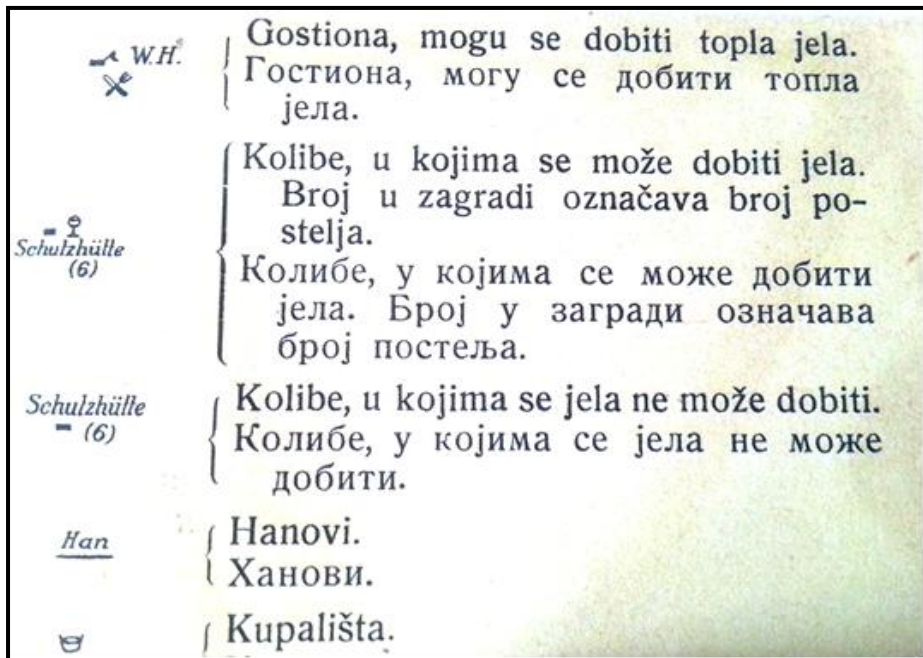 W.H.
Gostiona, mogu se dobiti topla jela.
Гостиона, могу се добити топла
јела.
Schutzhütte
(6)
Kolibe, u kojima se može dobiti jela.
Broj u zagradi označava broj po-
stelja.
Колибе, у којима се може добити
јела. Број у загради означава
број постеља.
Schutzhütte
(6)
Kolibe, u kojima se jela ne može dobiti.
Колибе, у којима се јела не може
добити.
Han
Hanovi.
Ханови.
Kupališta.